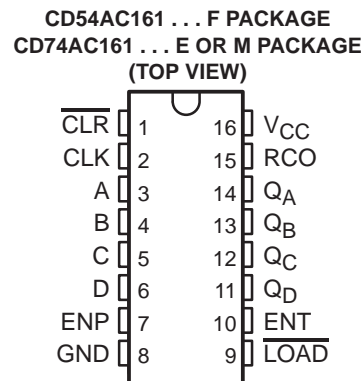 CD54AC161 . . . F PACKAGE
CD74AC161 . . . E OR M PACKAGE
(TOP VIEW)
CLR 1 16 VCC
CLK 2 15 RCO
A 3 14 QA
B 4 13 QB
C 5 12 QC
D 6 11 QD
ENP 7 10 ENT
GND 8 9 LOAD